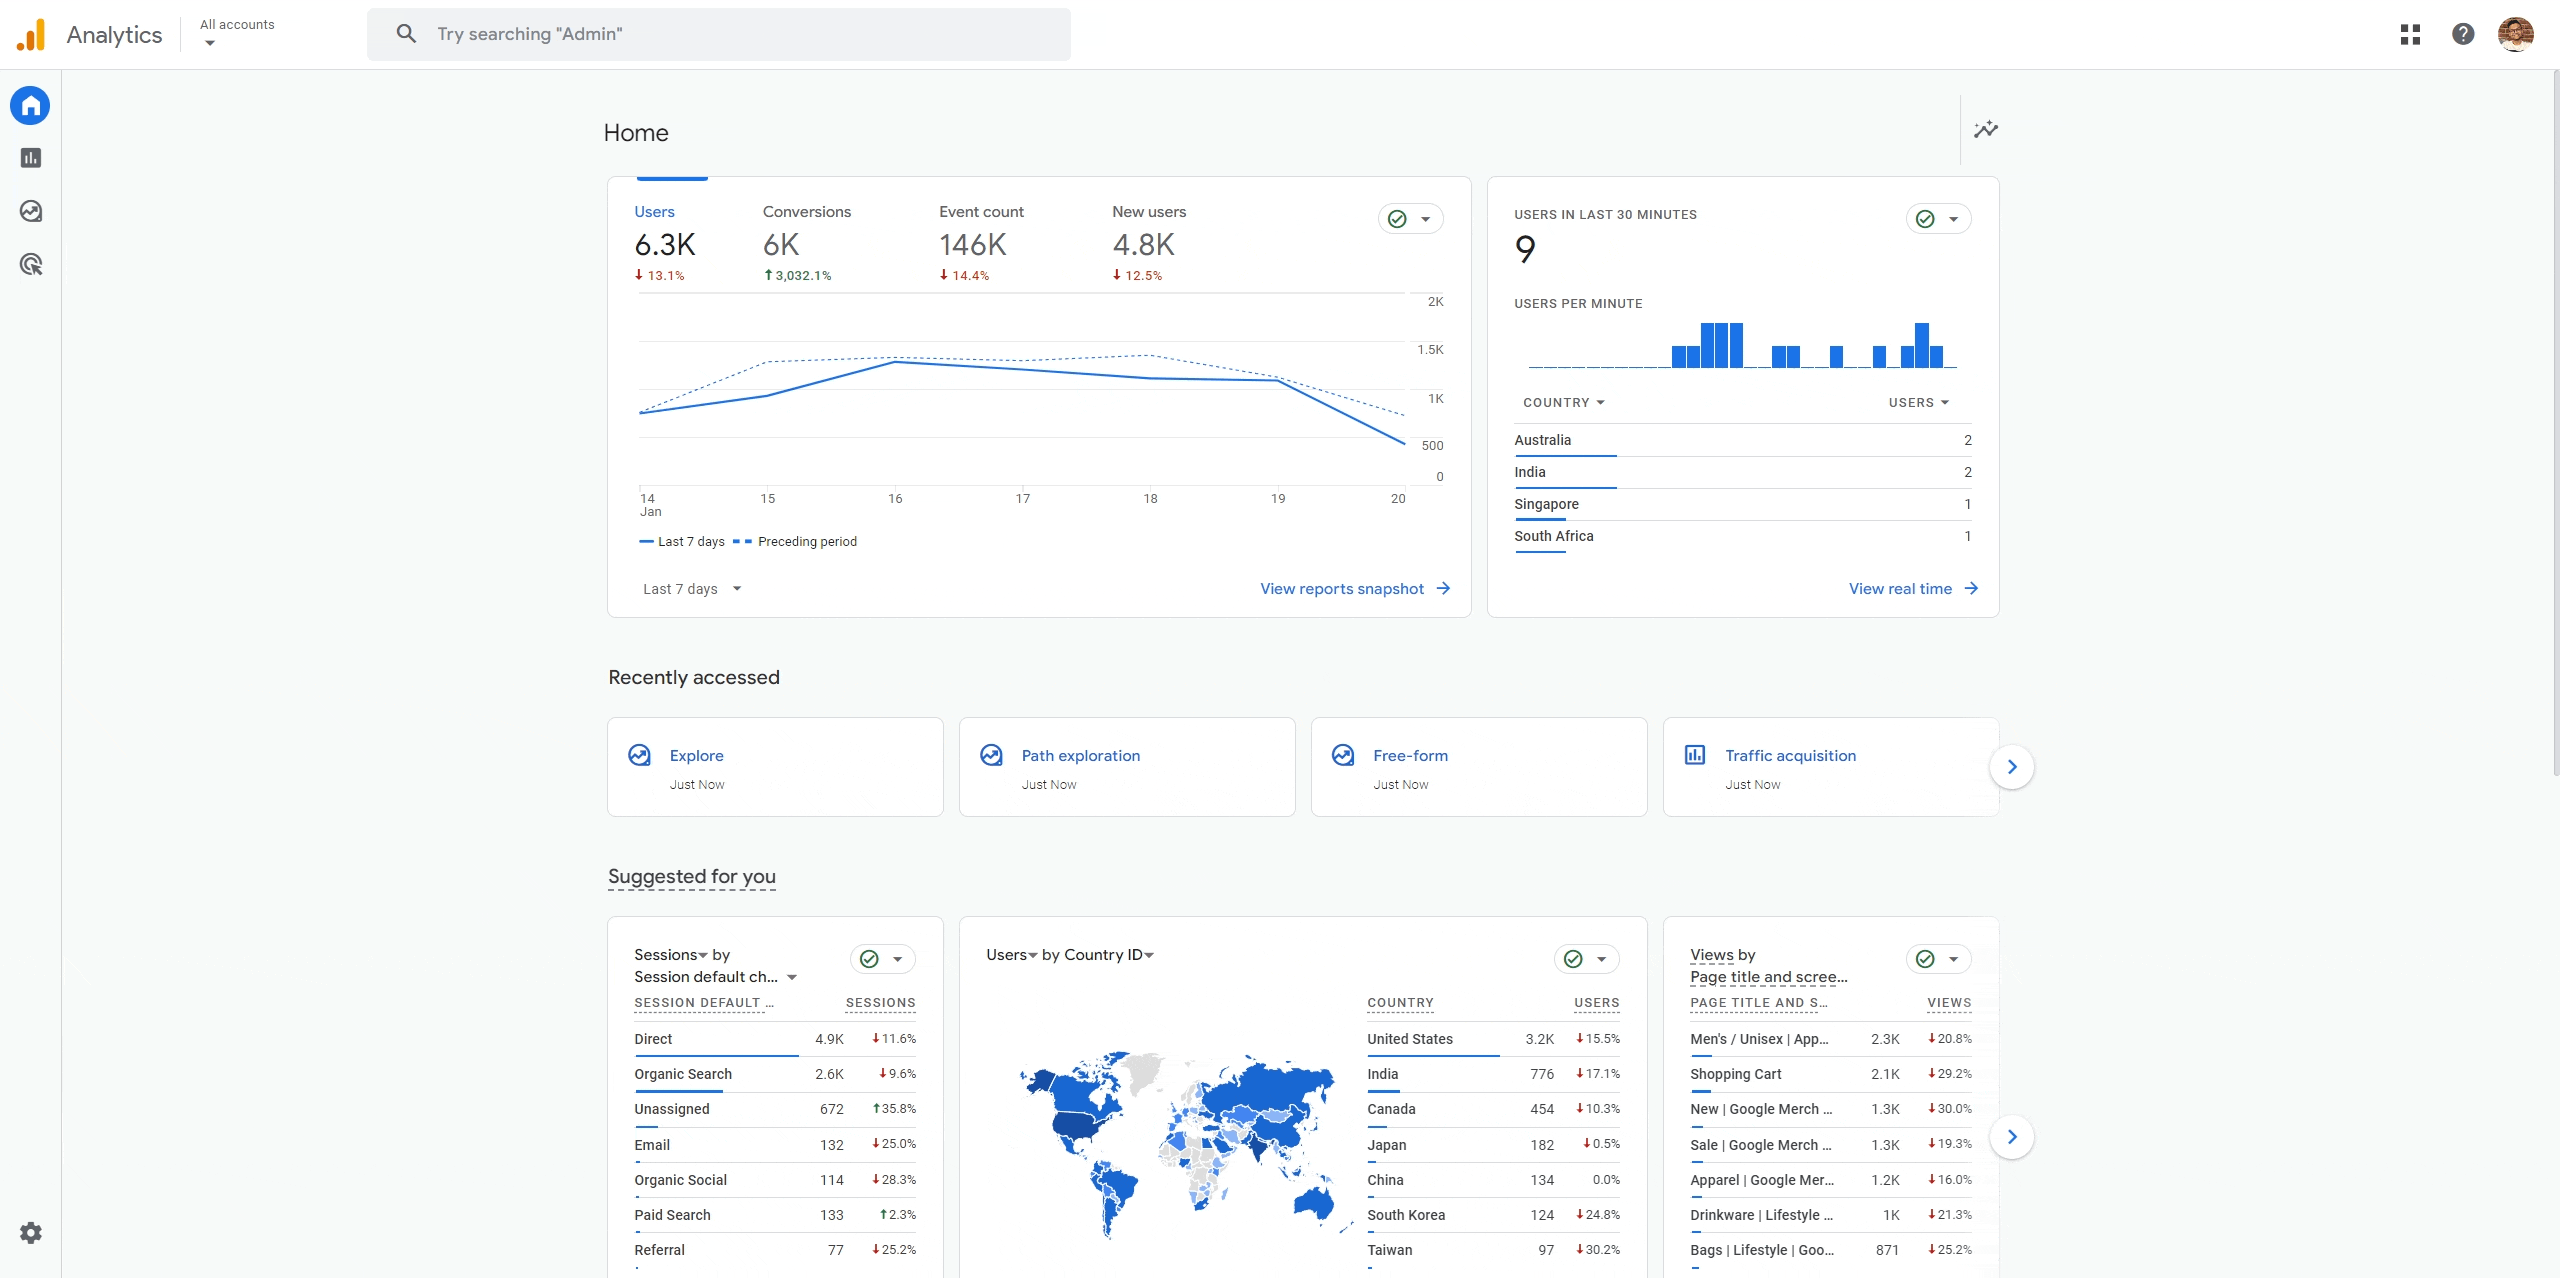 Analytics
All accounts
Try searching "Admin"
Home
Users
6.3K
13.1%
Conversions
6K
3,032.1%
Event count
146K
14.4%
New users
4.8K
12.5%
2K
1.5K
1K
500
0
14
Jan
15
16
17
18
19
20
Last 7 days
Preceding period
Last 7 days
View reports snapshot
USERS IN LAST 30 MINUTES
9
USERS PER MINUTE
COUNTRY USERS
Australia 2
India 2
Singapore 1
South Africa 1
View real time
Recently accessed
Explore
Just Now
Path exploration
Just Now
Free-form
Just Now
Traffic acquisition
Just Now
Suggested for you
Sessions by
Session default ch...
SESSION DEFAULT ... SESSIONS
Direct 4.9K 11.6%
Organic Search 2.6K 9.6%
Unassigned 672 35.8%
Email 132 25.0%
Organic Social 114 28.3%
Paid Search 133 2.3%
Referral 77 25.2%
Users by Country ID
COUNTRY USERS
United States 3.2K 15.5%
India 776 17.1%
Canada 454 10.3%
Japan 182 0.5%
China 134 0.0%
South Korea 124 24.8%
Taiwan 97 30.2%
Views by
Page title and scree...
PAGE TITLE AND S... VIEWS
Men's / Unisex | App... 2.3K 20.8%
Shopping Cart 2.1K 29.2%
New | Google Merch ... 1.3K 30.0%
Sale | Google Merch ... 1.3K 19.3%
Apparel | Google Mer... 1.2K 16.0%
Drinkware | Lifestyle ... 1K 21.3%
Bags | Lifestyle | Goo... 871 25.2%